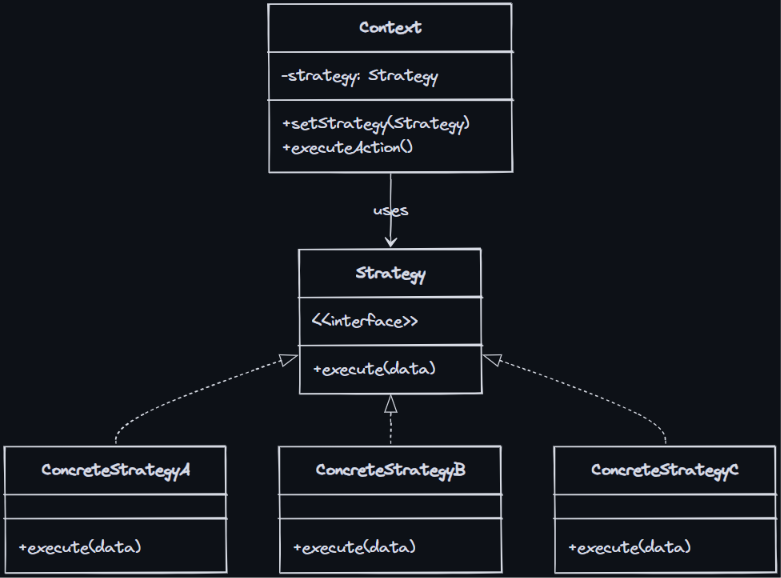 Context
-strategy: Strategy
+setStrategy(Strategy)
+executeAction()
uses
Strategy
<<interface>>
+execute(data)
ConcreteStrategyA
ConcreteStrategyB
ConcreteStrategyC
+execute(data)
+execute(data)
+execute(data)